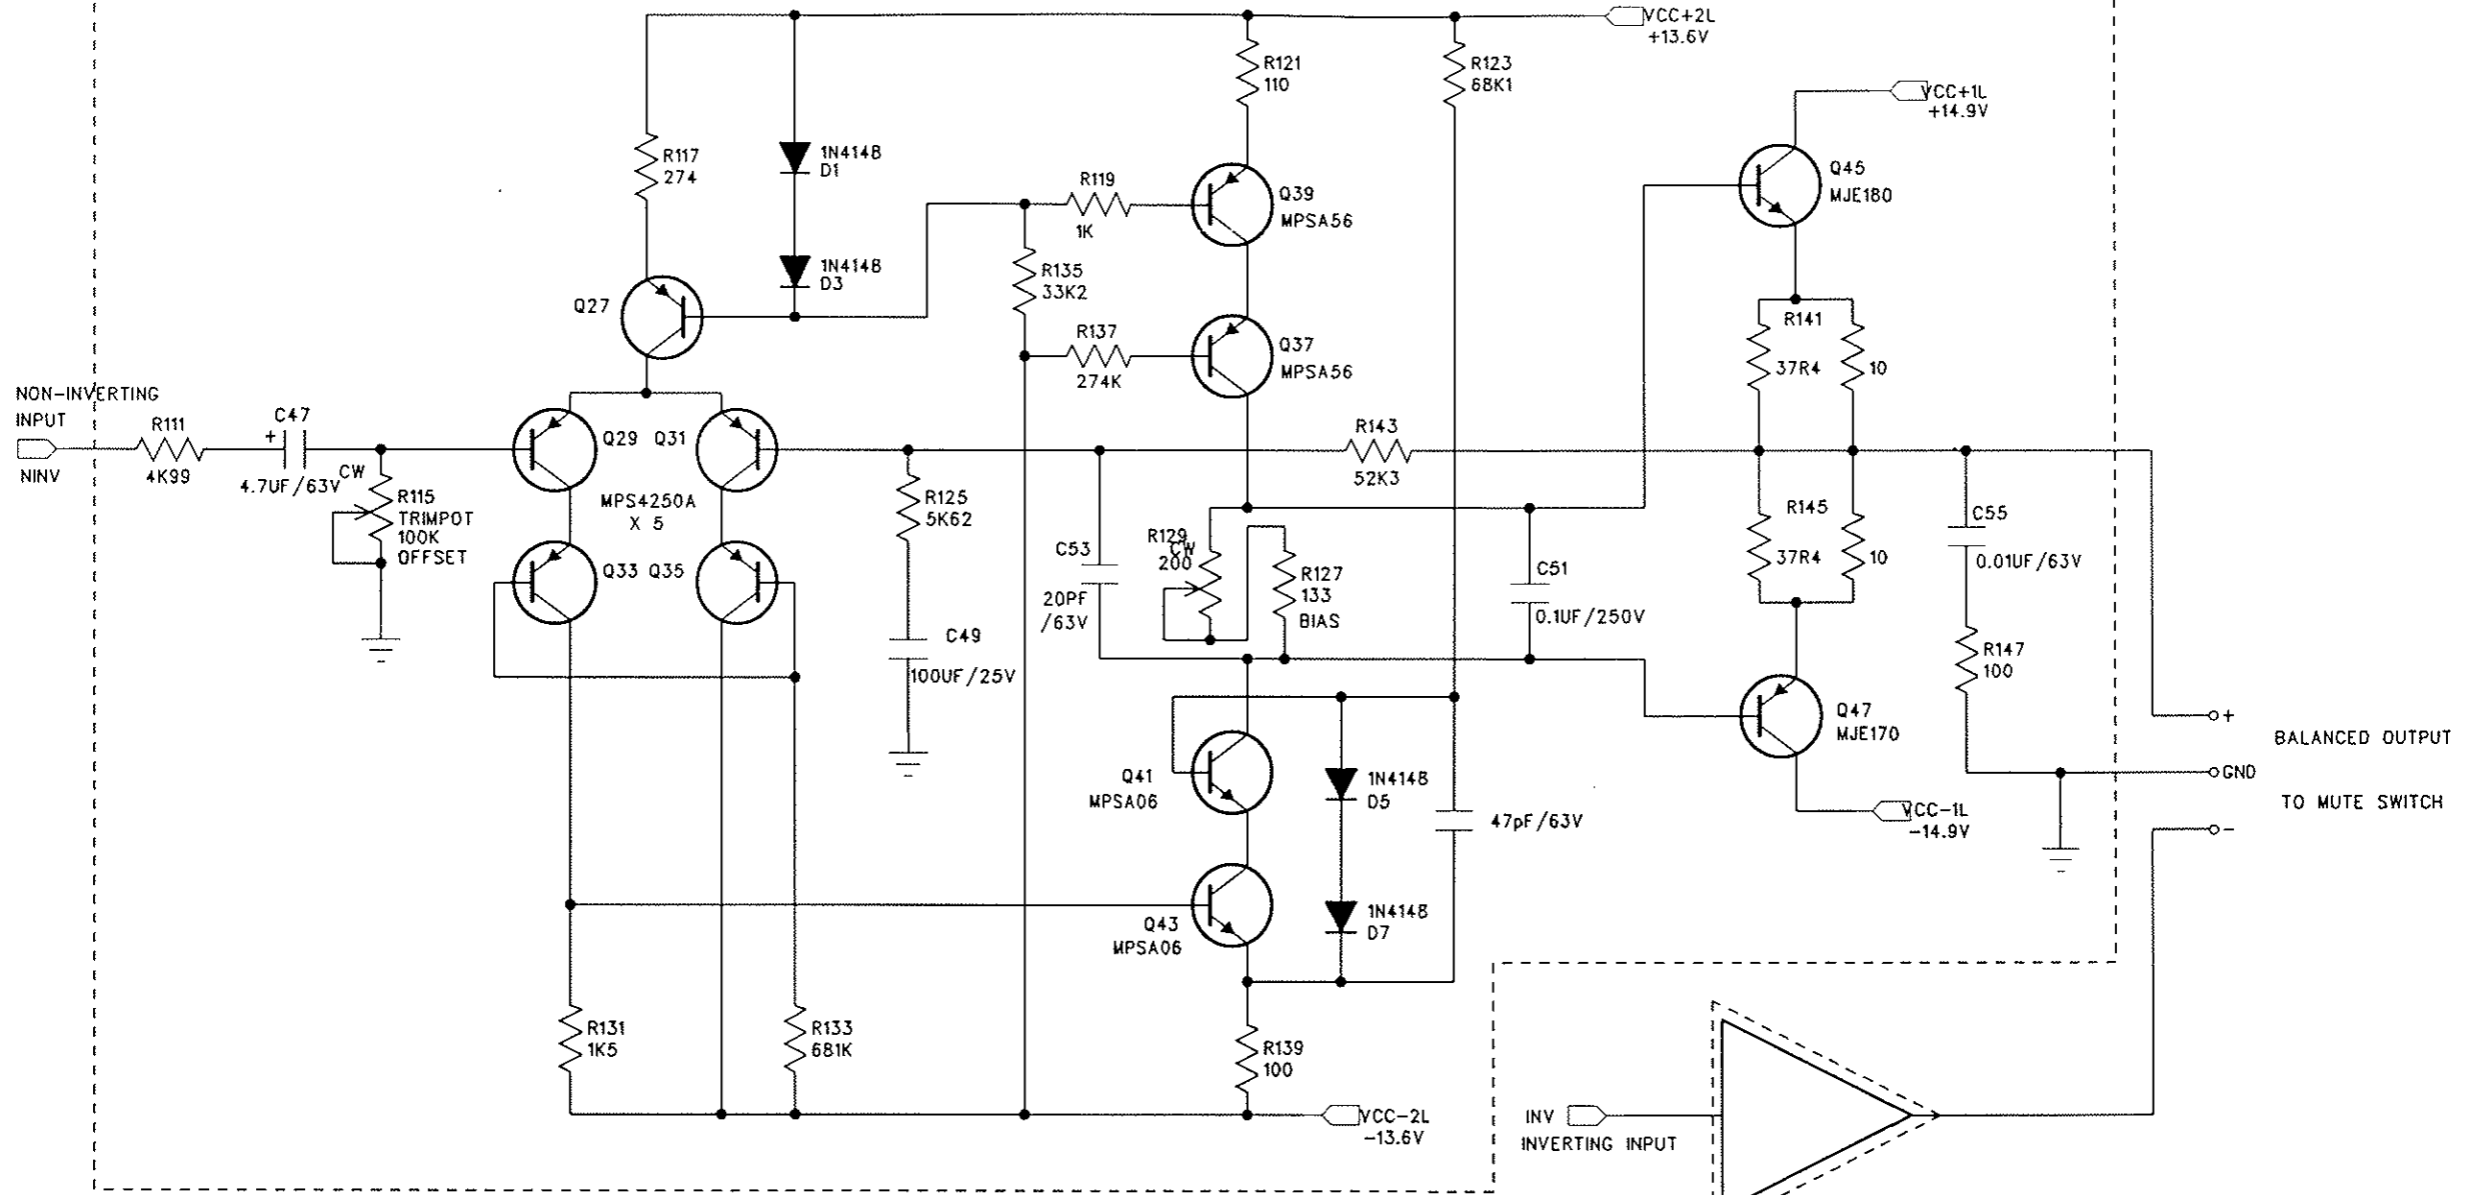 VCC+2L
+13.6V
R121
110
R123
68K1
VCC+1L
+14.9V
R117
274
1N4148
D1
Q45
MJE180
R119
1K
Q39
MPSA56
1N4148
D3
R135
33K2
Q27
R137
274K
Q37
MPSA56
R141
37R4
10
NON-INVERTING
INPUT
NINV
R111
4K99
C47
+
4.7UF/63V
CW
R115
TRIMPOT
100K
OFFSET
Q29
Q31
MPS4250A
X 5
Q33
Q35
R125
5K62
R143
52K3
C49
100UF/25V
C53
20PF
/63V
R129
CW
200
R127
133
BIAS
C51
0.1UF/250V
R145
37R4
10
C55
0.01UF/63V
R147
100
Q47
MJE170
VCC-1L
-14.9V
+
BALANCED OUTPUT
GND
TO MUTE SWITCH
-
Q41
MPSA06
1N4148
D5
47pF/63V
Q43
MPSA06
1N4148
D7
R131
1K5
R133
681K
R139
100
VCC-2L
-13.6V
INV
INVERTING INPUT